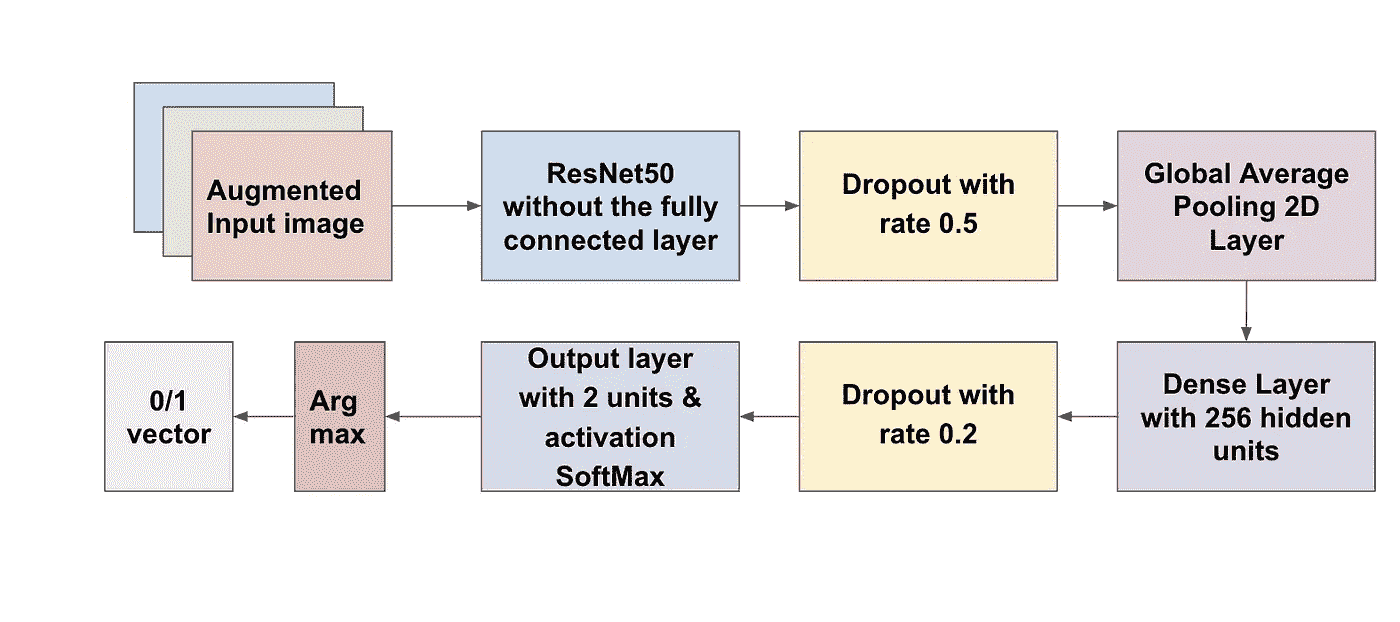 Augmented
Input image
ResNet50
without the fully
connected layer
Dropout with
rate 0.5
Global Average
Pooling 2D
Layer
Dense Layer
with 256 hidden
units
Dropout with
rate 0.2
Output layer
with 2 units &
activation
SoftMax
Arg
max
0/1
vector